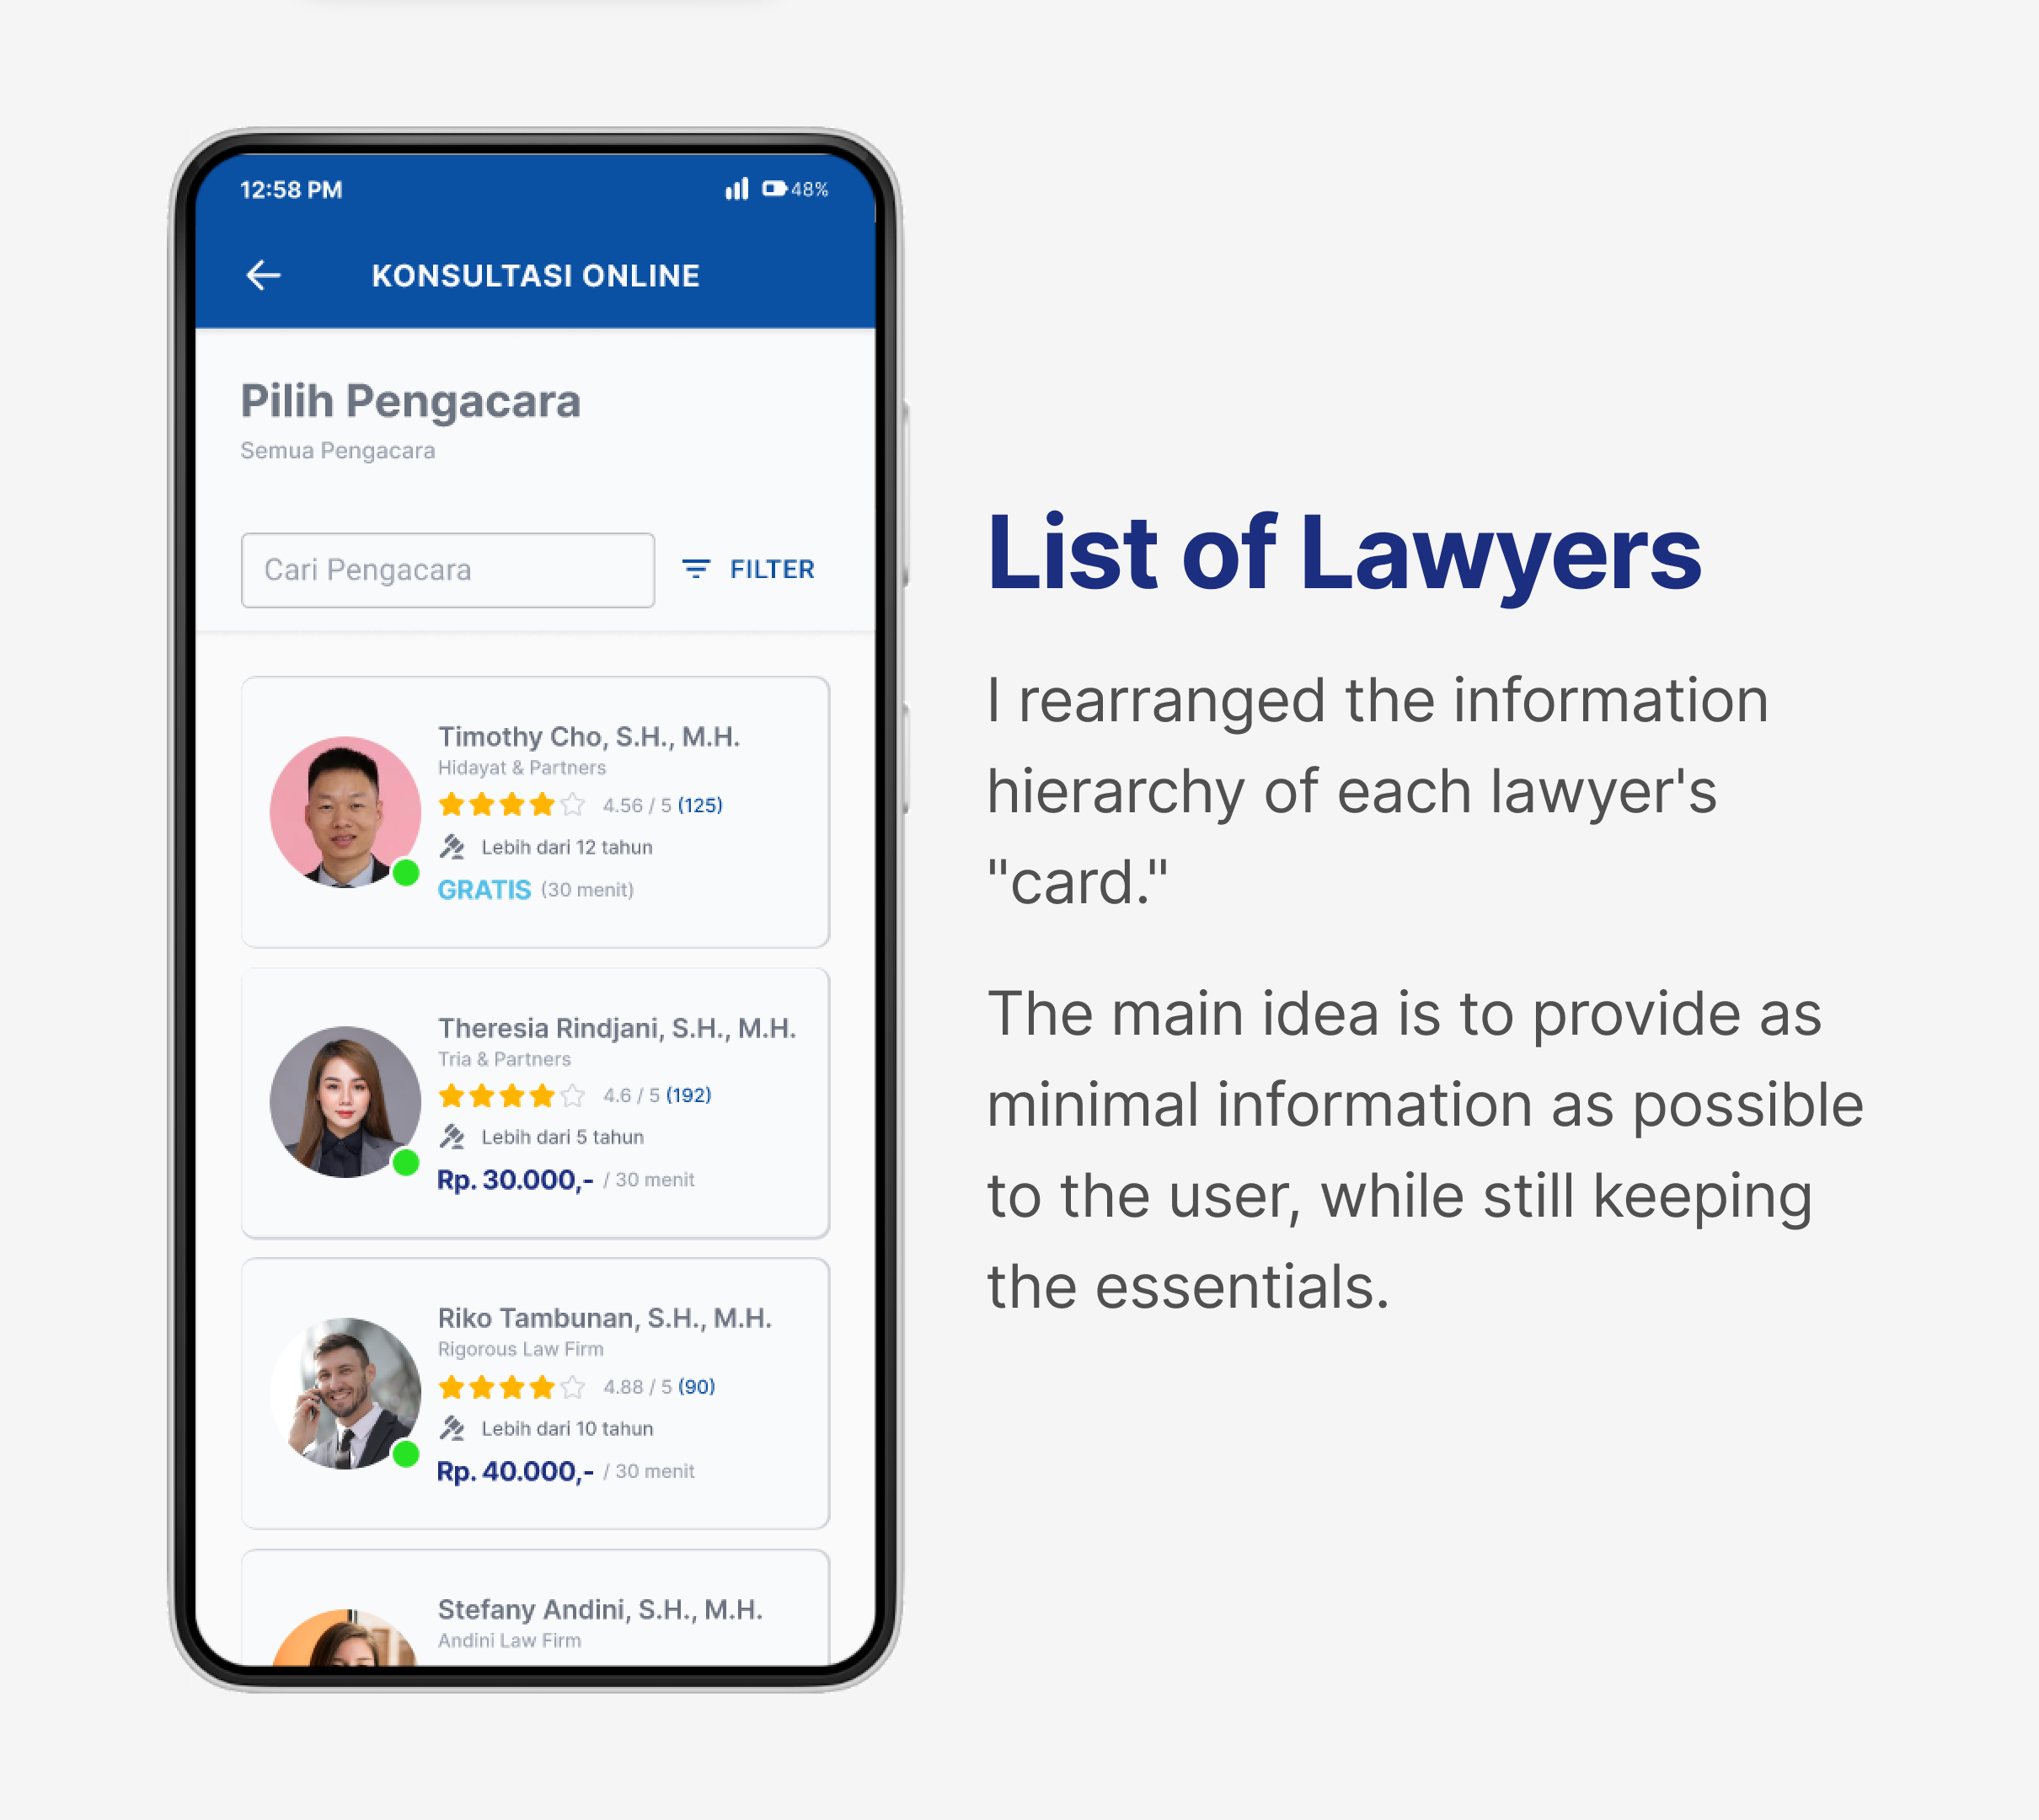 12:58 PM
48%
KONSULTASI ONLINE
Pilih Pengacara
Semua Pengacara
Cari Pengacara
FILTER
Timothy Cho, S.H., M.H.
Hidayat & Partners
4.56 / 5 (125)
Lebih dari 12 tahun
GRATIS (30 menit)
Theresia Rindjani, S.H., M.H.
Tria & Partners
4.6 / 5 (192)
Lebih dari 5 tahun
Rp. 30.000,- / 30 menit
Riko Tambunan, S.H., M.H.
Rigorous Law Firm
4.88 / 5 (90)
Lebih dari 10 tahun
Rp. 40.000,- / 30 menit
Stefany Andini, S.H., M.H.
Andini Law Firm
List of Lawyers
I rearranged the information
hierarchy of each lawyer's
"card."
The main idea is to provide as
minimal information as possible
to the user, while still keeping
the essentials.